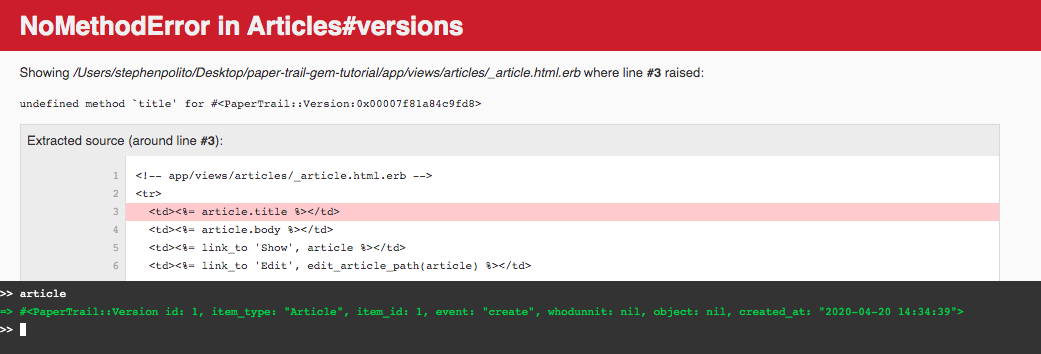 NoMethodError in Articles#versions
Showing /Users/stephenpolito/Desktop/paper-trail-gem-tutorial/app/views/articles/_article.html.erb where line #3 raised:
undefined method `title' for #<PaperTrail::Version:0x00007f81a84c9fd8>
Extracted source (around line #3):
1 <!-- app/views/articles/_article.html.erb -->
2 <tr>
3 <td><%= article.title %></td>
4 <td><%= article.body %></td>
5 <td><%= link_to 'Show', article %></td>
6 <td><%= link_to 'Edit', edit_article_path(article) %></td>
>> article
=> #<PaperTrail::Version id: 1, item_type: "Article", item_id: 1, event: "create", whodunnit: nil, object: nil, created_at: "2020-04-20 14:34:39">
>>